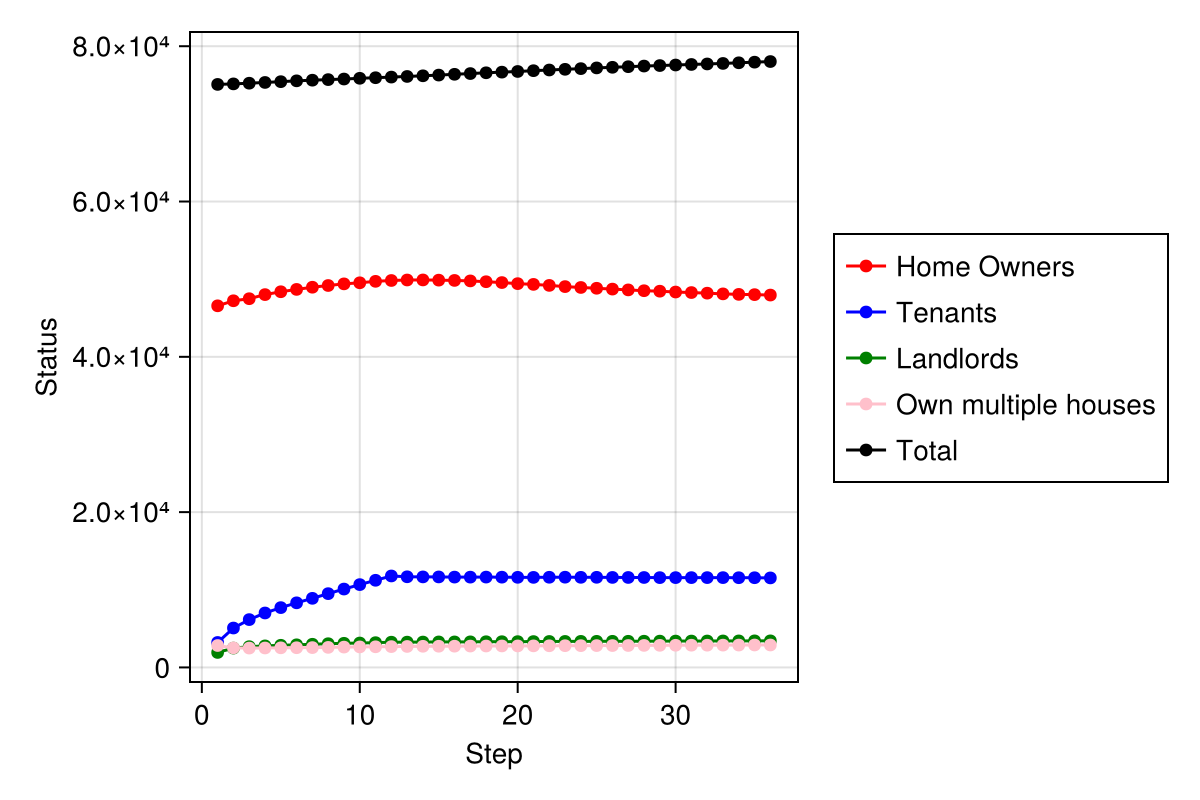 8.0×10⁴
6.0×10⁴
4.0×10⁴
2.0×10⁴
0
Status
0 10 20 30
Step
Home Owners
Tenants
Landlords
Own multiple houses
Total